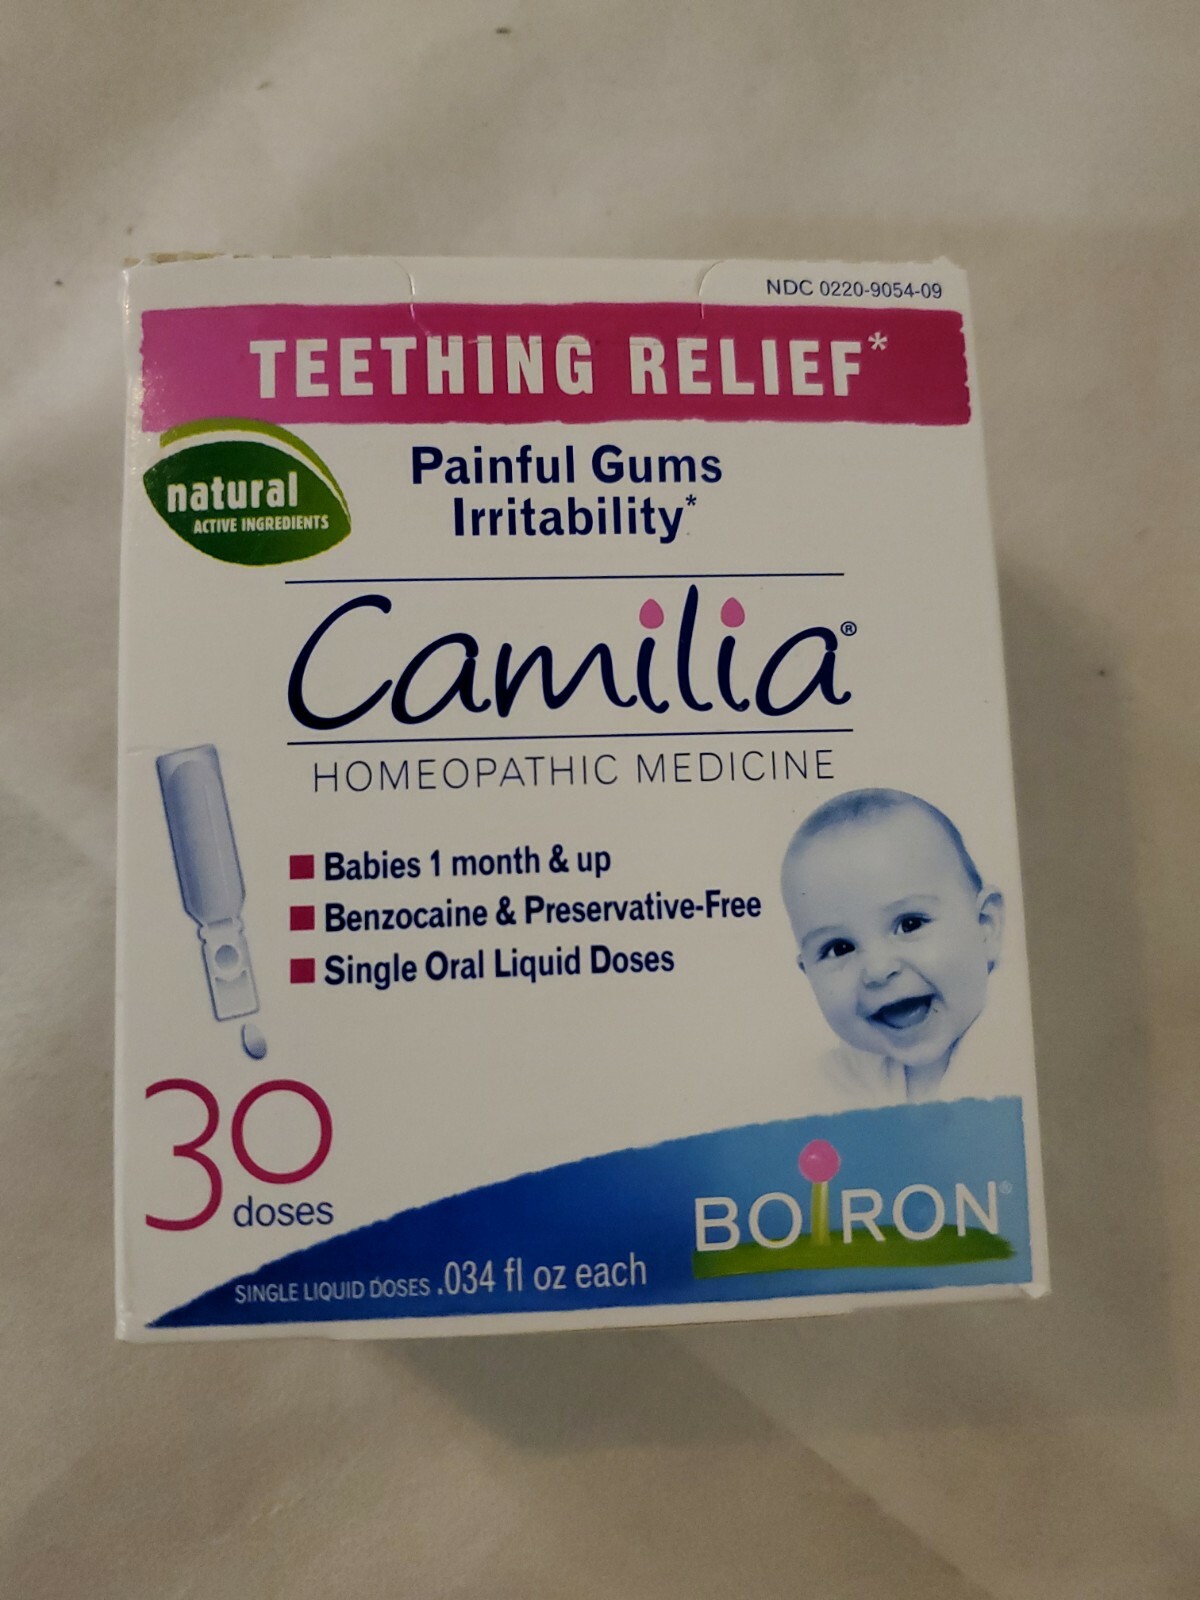 NDC 0220-9054-09
TEETHING RELIEF*
natural
ACTIVE INGREDIENTS
Painful Gums
Irritability*
Camilia®
HOMEOPATHIC MEDICINE
Babies 1 month & up
Benzocaine & Preservative-Free
Single Oral Liquid Doses
30
doses
SINGLE LIQUID DOSES .034 fl oz each
BOIRON®